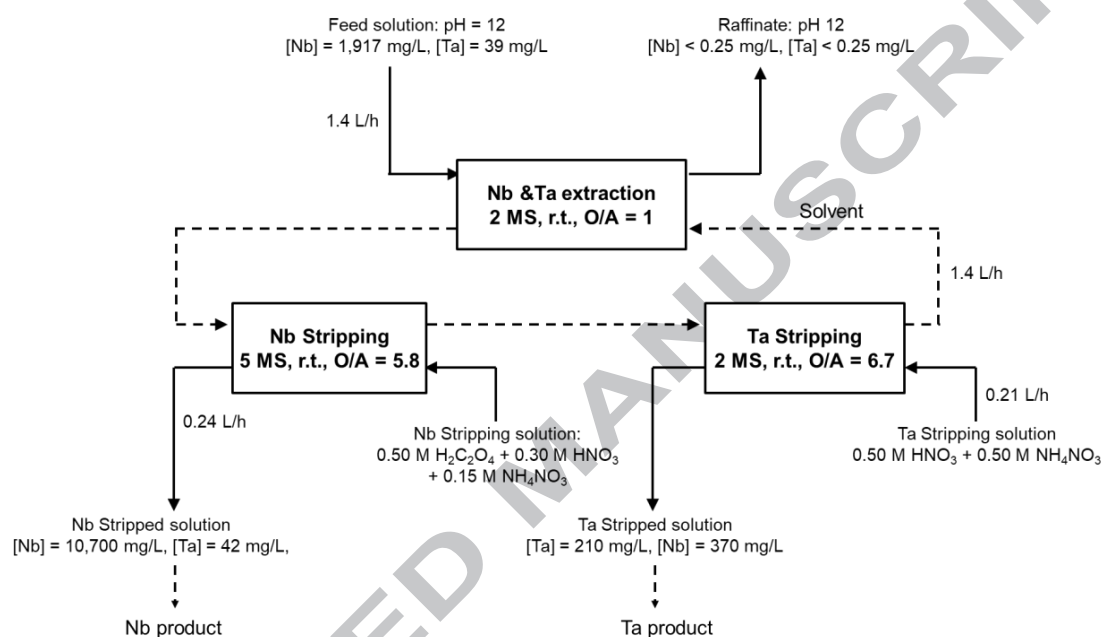 Feed solution: pH = 12
[Nb] = 1,917 mg/L, [Ta] = 39 mg/L
Raffinate: pH 12
[Nb] < 0.25 mg/L, [Ta] < 0.25 mg/L
1.4 L/h
Nb &Ta extraction
2 MS, r.t., O/A = 1
Solvent
1.4 L/h
Nb Stripping
5 MS, r.t., O/A = 5.8
Ta Stripping
2 MS, r.t., O/A = 6.7
0.24 L/h
0.21 L/h
Nb Stripping solution:
0.50 M H₂C₂O₄ + 0.30 M HNO₃
+ 0.15 M NH₄NO₃
Ta Stripping solution
0.50 M HNO₃ + 0.50 M NH₄NO₃
Nb Stripped solution
[Nb] = 10,700 mg/L, [Ta] = 42 mg/L,
Ta Stripped solution
[Ta] = 210 mg/L, [Nb] = 370 mg/L
Nb product
Ta product
ED MANUSCRI